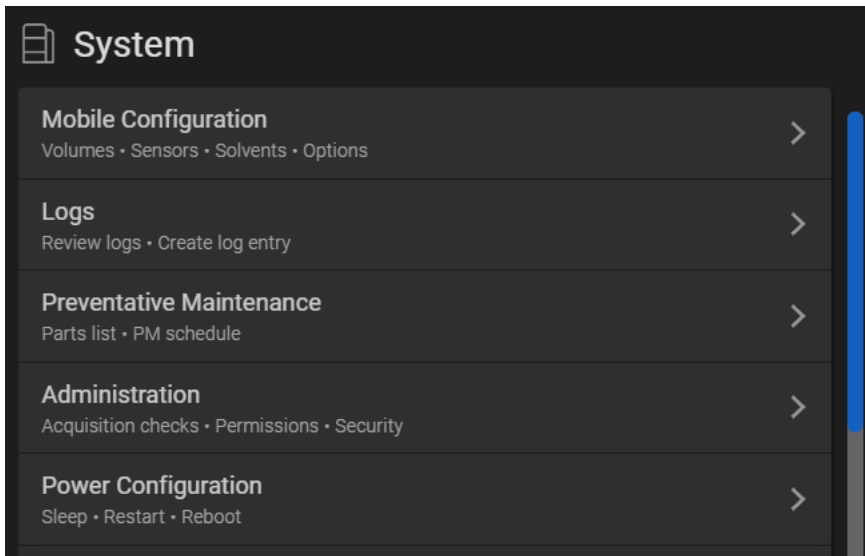 System
Mobile Configuration
Volumes • Sensors • Solvents • Options
Logs
Review logs • Create log entry
Preventative Maintenance
Parts list • PM schedule
Administration
Acquisition checks • Permissions • Security
Power Configuration
Sleep • Restart • Reboot